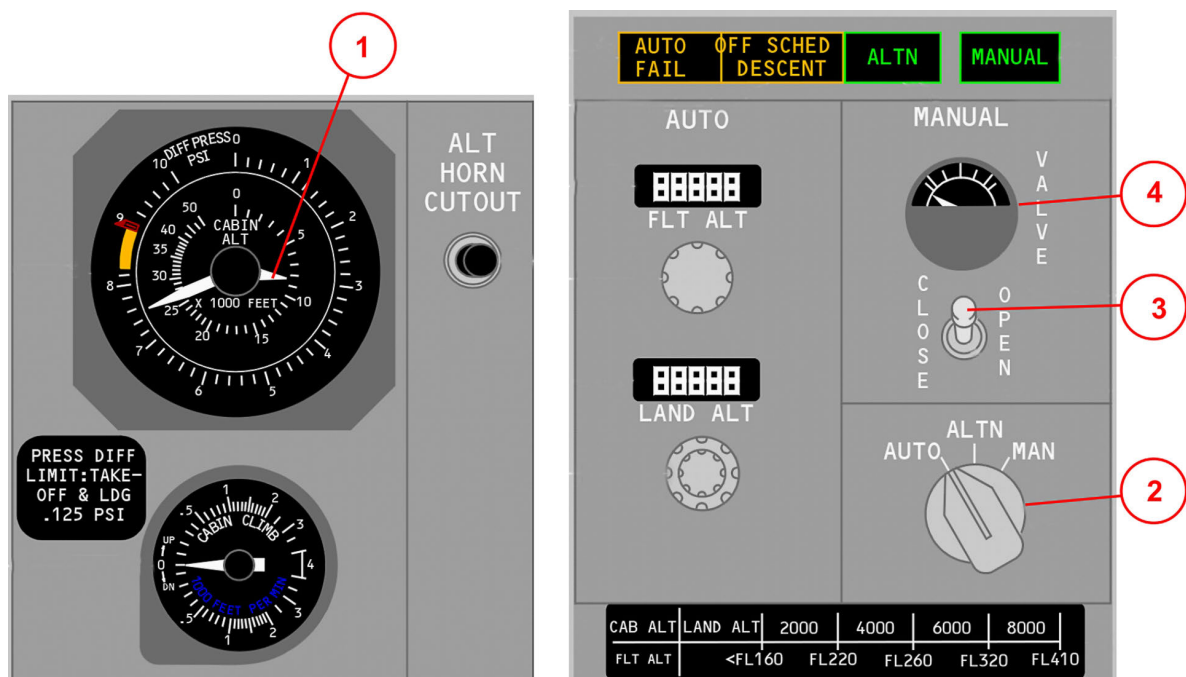 1
DIFF PRESS
PSI
0
1
2
3
4
5
6
7
8
9
10
0
5
10
15
20
25
30
35
40
50
CABIN
ALT
X 1000 FEET
ALT
HORN
CUTOUT
PRESS DIFF
LIMIT:TAKE-
OFF & LDG
.125 PSI
.5
1
2
3
4
CABIN CLIMB
UP
0
DN
1000 FEET PER MIN
.5
1
2
3
AUTO
FAIL
OFF SCHED
DESCENT
ALTN
MANUAL
AUTO
88888
FLT ALT
88888
LAND ALT
MANUAL
VALVE
4
CLOSE
OPEN
3
AUTO
ALTN
MAN
2
CAB ALT LAND ALT 2000 4000 6000 8000
FLT ALT <FL160 FL220 FL260 FL320 FL410